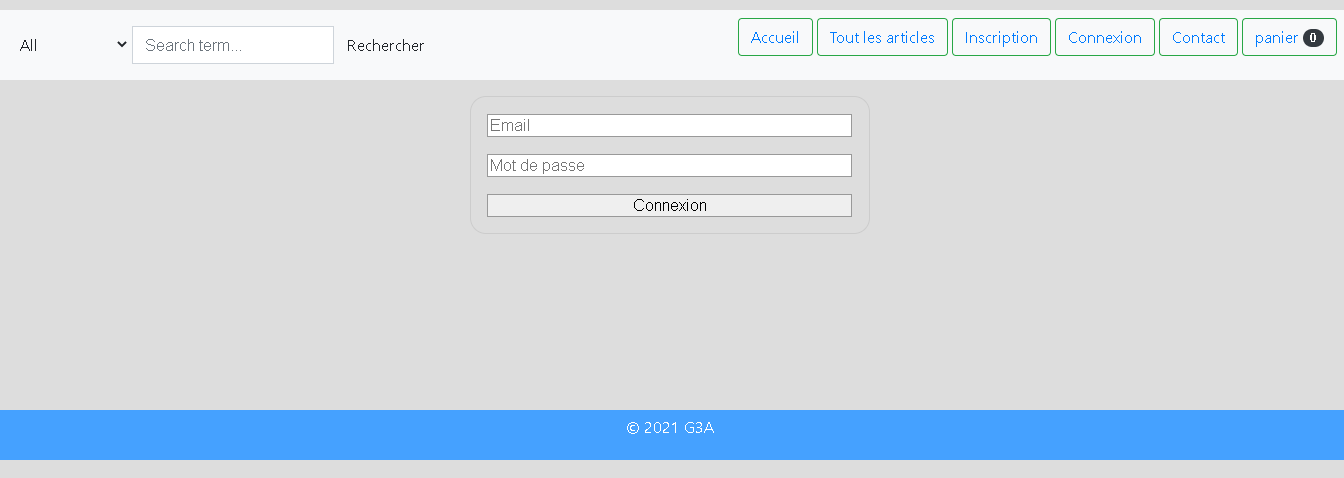 All Search term... Rechercher Accueil Tout les articles Inscription Connexion Contact panier 0
Email
Mot de passe
Connexion
© 2021 G3A